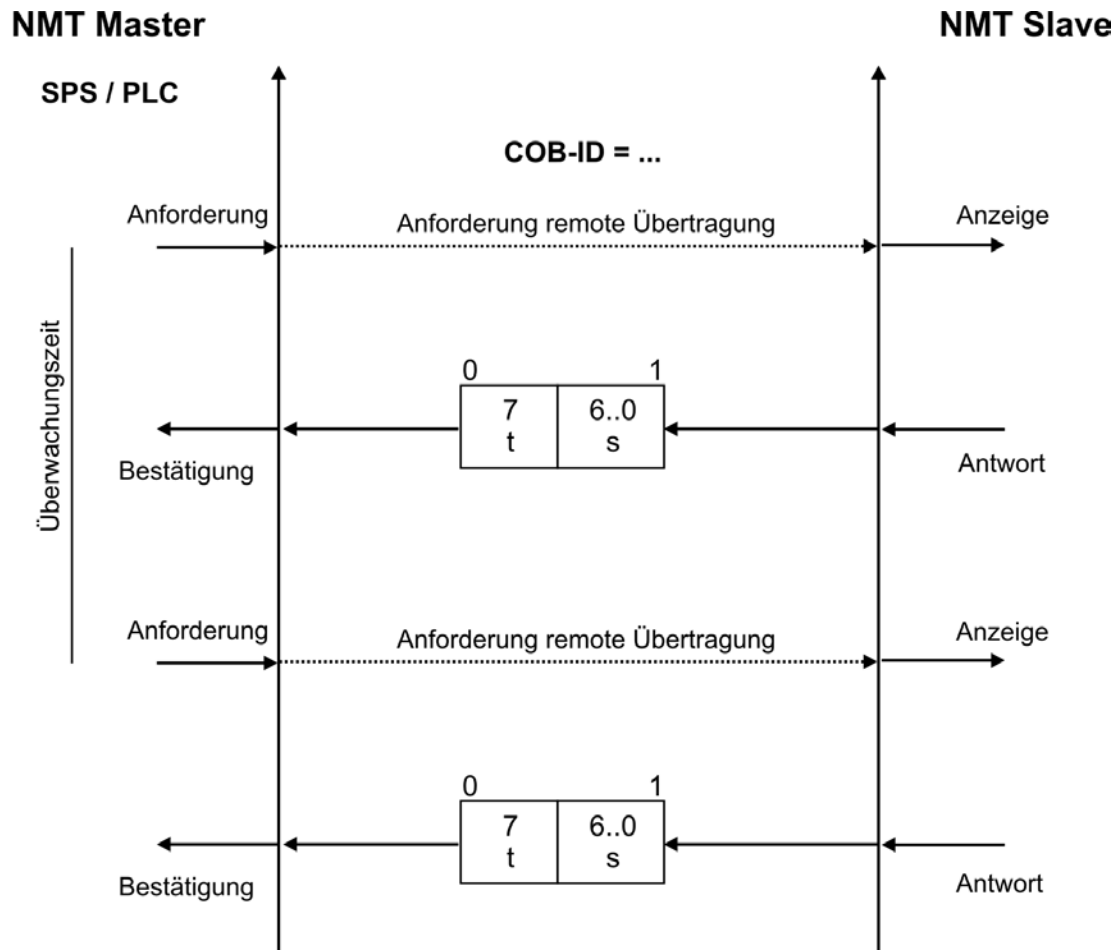 NMT Master
NMT Slave
SPS / PLC
COB-ID = ...
Anforderung
Anforderung remote Übertragung
Anzeige
Überwachungszeit
0 1
7 6..0
t s
Bestätigung
Antwort
Anforderung
Anforderung remote Übertragung
Anzeige
0 1
7 6..0
t s
Bestätigung
Antwort